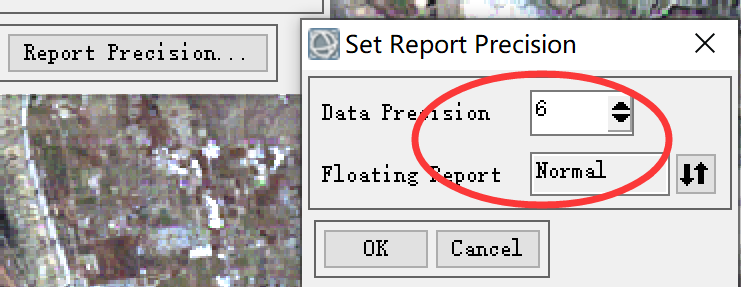 Report Precision...
Set Report Precision
Data Precision 6
Floating Report Normal
OK Cancel